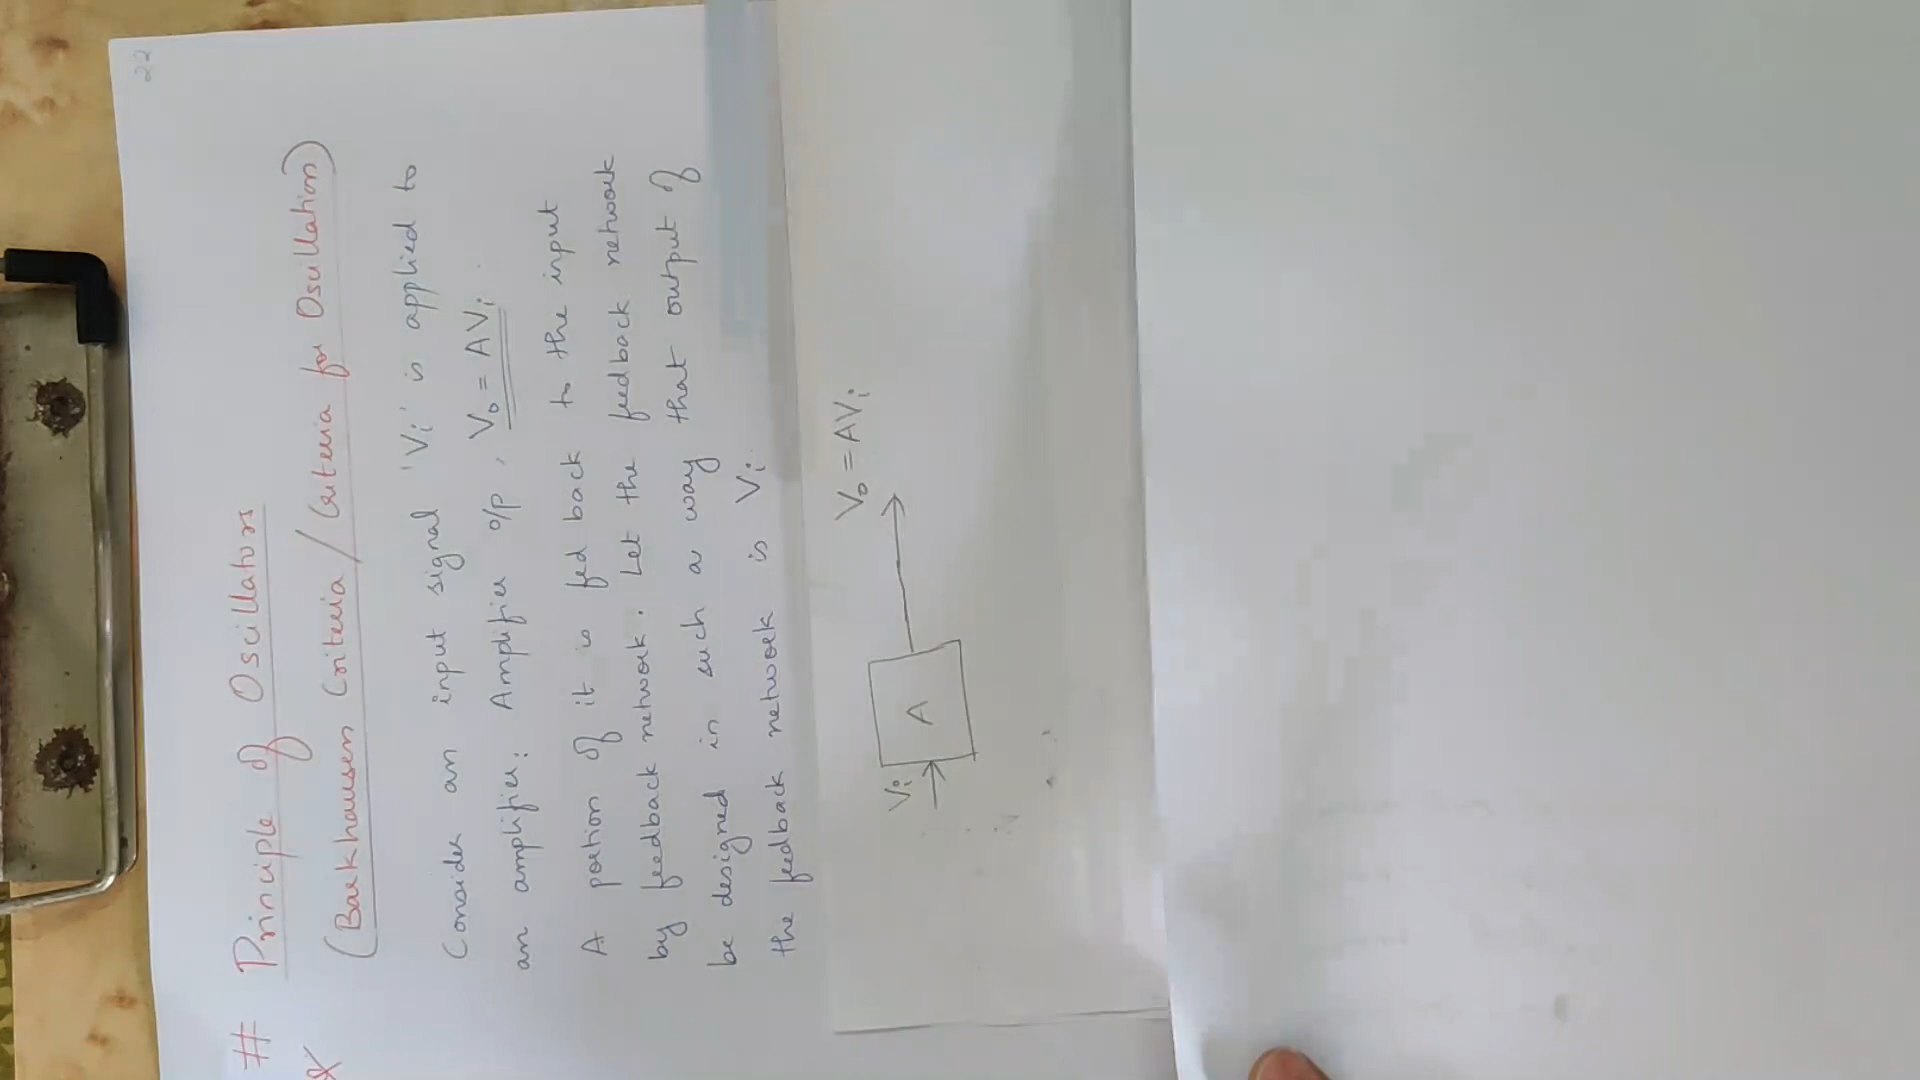 22
# Principle of Oscillators
(Barkhausen Criteria / Criteria for Oscillation)
Consider an input signal 'Vi' is applied to
an amplifier. Amplifier o/p, Vo = AVi.
A portion of it is fed back to the input
by feedback network. Let the feedback network
be designed in such a way that output of
the feedback network is Vi.
Vi
A
Vo = AVi